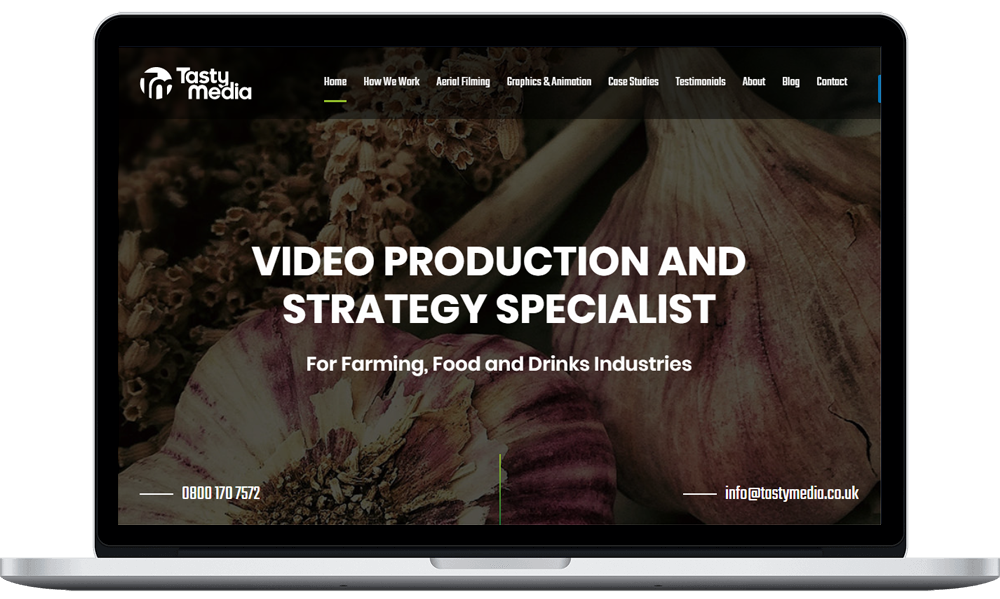 Tasty
media
Home How We Work Aerial Filming Graphics & Animation Case Studies Testimonials About Blog Contact
VIDEO PRODUCTION AND
STRATEGY SPECIALIST
For Farming, Food and Drinks Industries
0800 170 7572 info@tastymedia.co.uk